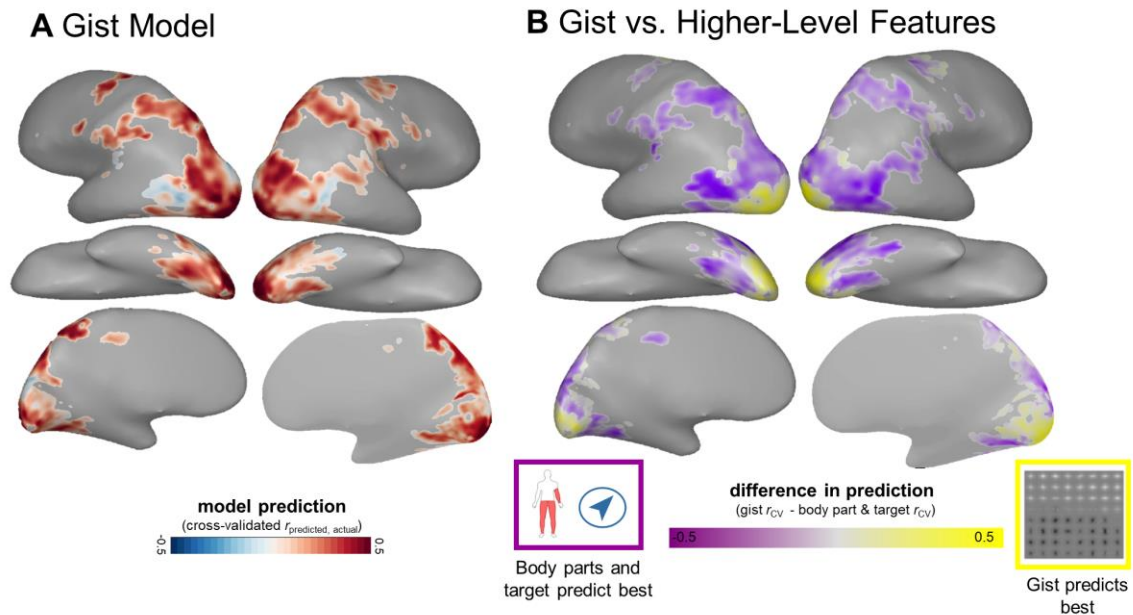 A Gist Model
B Gist vs. Higher-Level Features
model prediction
(cross-validated r predicted, actual)
-0.5
0.5
Body parts and
target predict best
difference in prediction
(gist rCV - body part & target rCV)
-0.5
0.5
Gist predicts
best